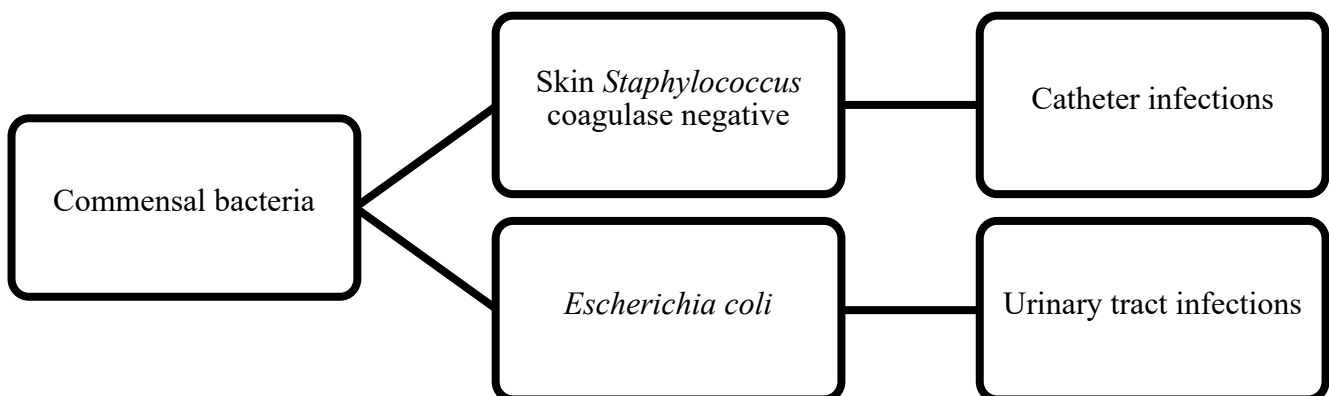 Commensal bacteria
Skin Staphylococcus
coagulase negative
Catheter infections
Escherichia coli
Urinary tract infections